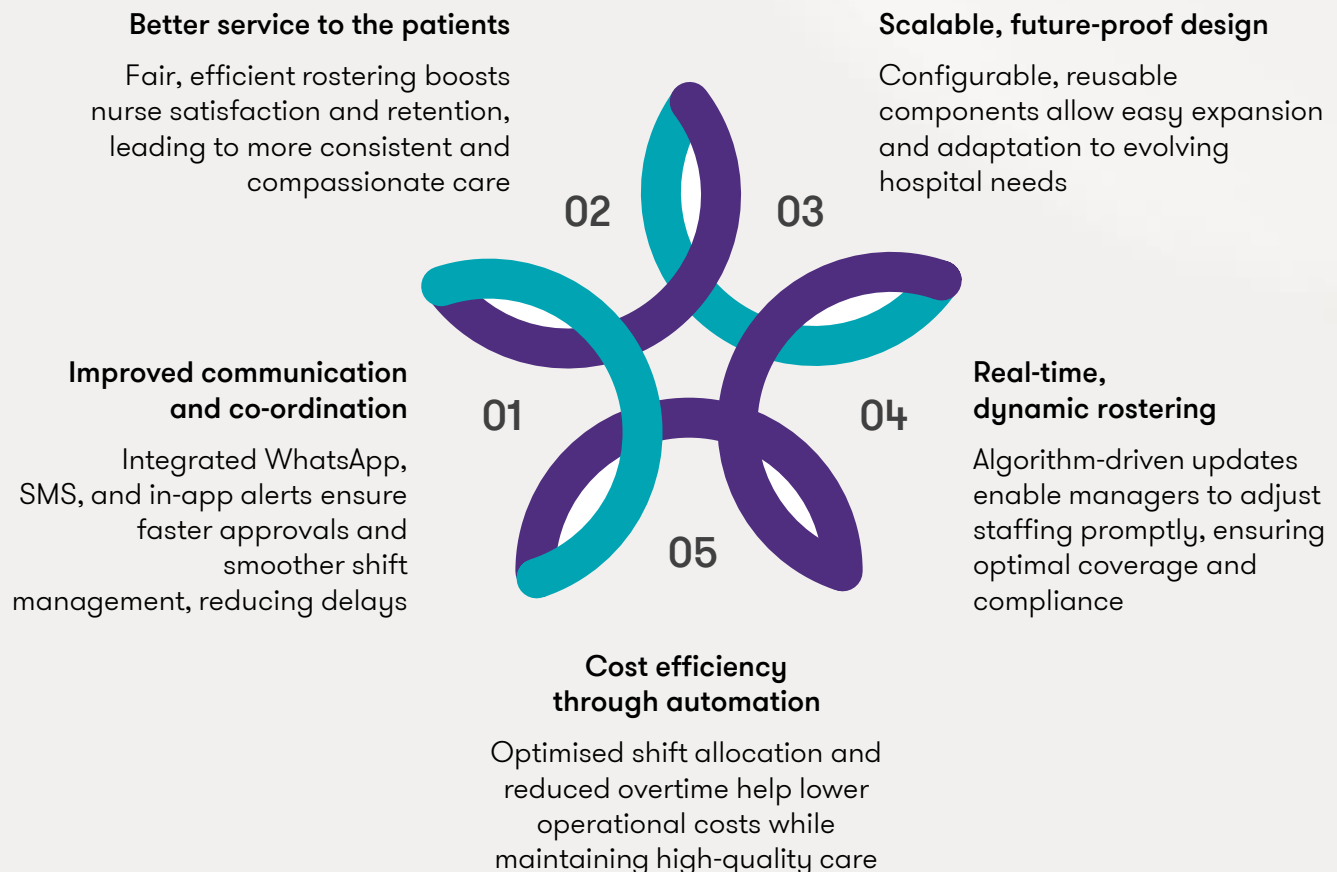 Better service to the patients
Fair, efficient rostering boosts
nurse satisfaction and retention,
leading to more consistent and
compassionate care
02
Scalable, future-proof design
Configurable, reusable
components allow easy expansion
and adaptation to evolving
hospital needs
03
Improved communication
and co-ordination
Integrated WhatsApp,
SMS, and in-app alerts ensure
faster approvals and
smoother shift
management, reducing delays
01
Real-time,
dynamic rostering
Algorithm-driven updates
enable managers to adjust
staffing promptly, ensuring
optimal coverage and
compliance
04
05
Cost efficiency
through automation
Optimised shift allocation and
reduced overtime help lower
operational costs while
maintaining high-quality care